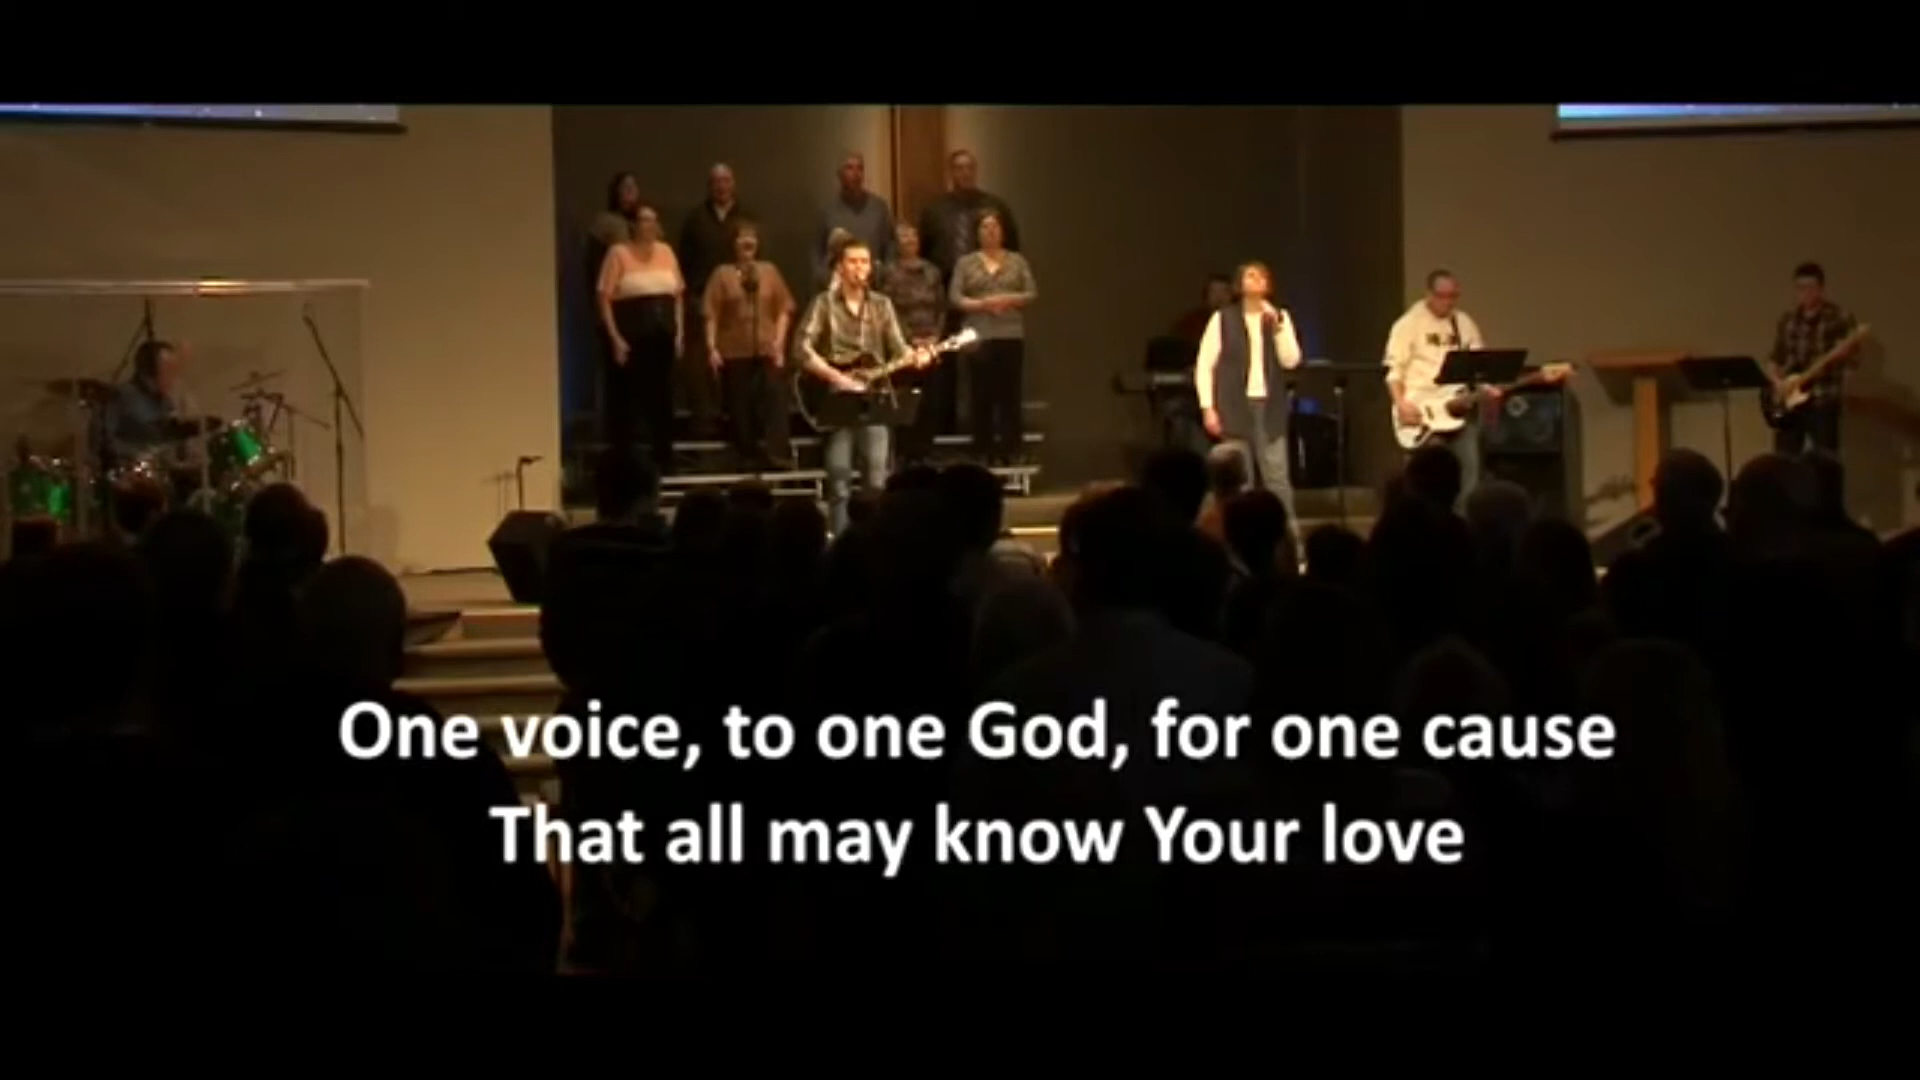 One voice, to one God, for one cause
That all may know Your love